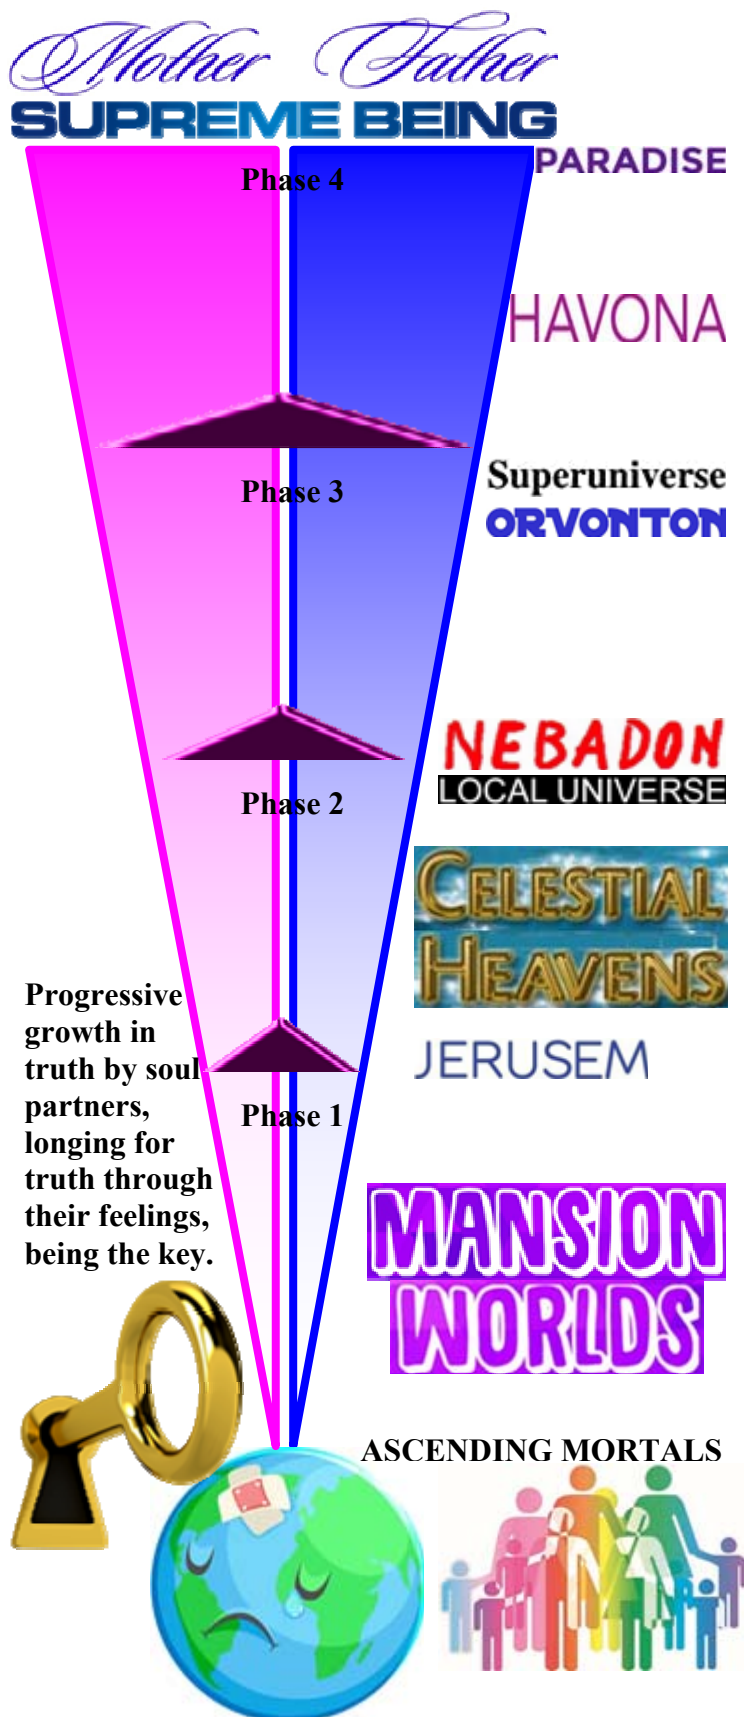 Mother Father
SUPREME BEING
Phase 4
PARADISE
HAVONA
Phase 3
Superuniverse
ORVONTON
NEBADON
LOCAL UNIVERSE
Phase 2
CELESTIAL
HEAVENS
Progressive
growth in
truth by soul
partners,
longing for
truth through
their feelings,
being the key.
JERUSEM
Phase 1
MANSION
WORLDS
ASCENDING MORTALS